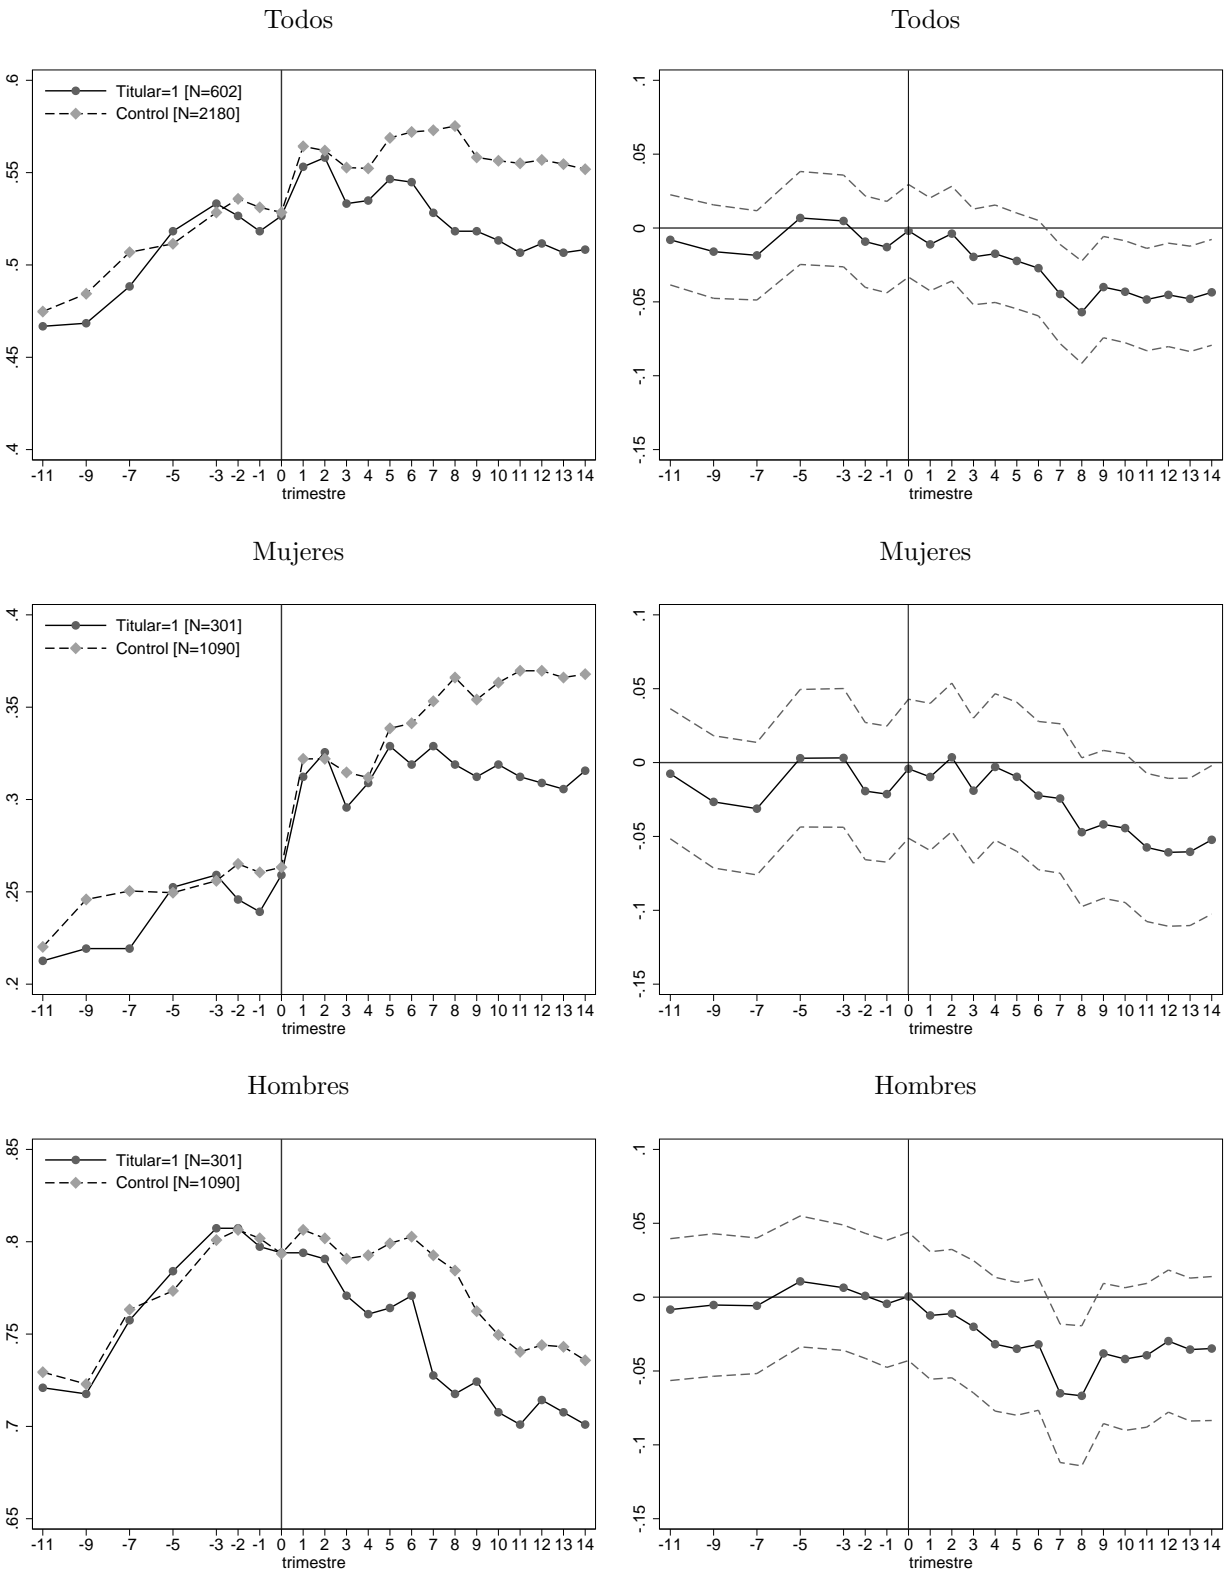 Todos
Titular=1 [N=602]
Control [N=2180]
.6
.55
.5
.45
.4
-11 -9 -7 -5 -3 -2 -1 0 1 2 3 4 5 6 7 8 9 10 11 12 13 14
trimestre
Todos
.1
.05
0
-.05
-.1
-.15
-11 -9 -7 -5 -3 -2 -1 0 1 2 3 4 5 6 7 8 9 10 11 12 13 14
trimestre
Mujeres
Titular=1 [N=301]
Control [N=1090]
.4
.35
.3
.25
.2
-11 -9 -7 -5 -3 -2 -1 0 1 2 3 4 5 6 7 8 9 10 11 12 13 14
trimestre
Mujeres
.1
.05
0
-.05
-.1
-.15
-11 -9 -7 -5 -3 -2 -1 0 1 2 3 4 5 6 7 8 9 10 11 12 13 14
trimestre
Hombres
Titular=1 [N=301]
Control [N=1090]
.85
.8
.75
.7
.65
-11 -9 -7 -5 -3 -2 -1 0 1 2 3 4 5 6 7 8 9 10 11 12 13 14
trimestre
Hombres
.1
.05
0
-.05
-.1
-.15
-11 -9 -7 -5 -3 -2 -1 0 1 2 3 4 5 6 7 8 9 10 11 12 13 14
trimestre